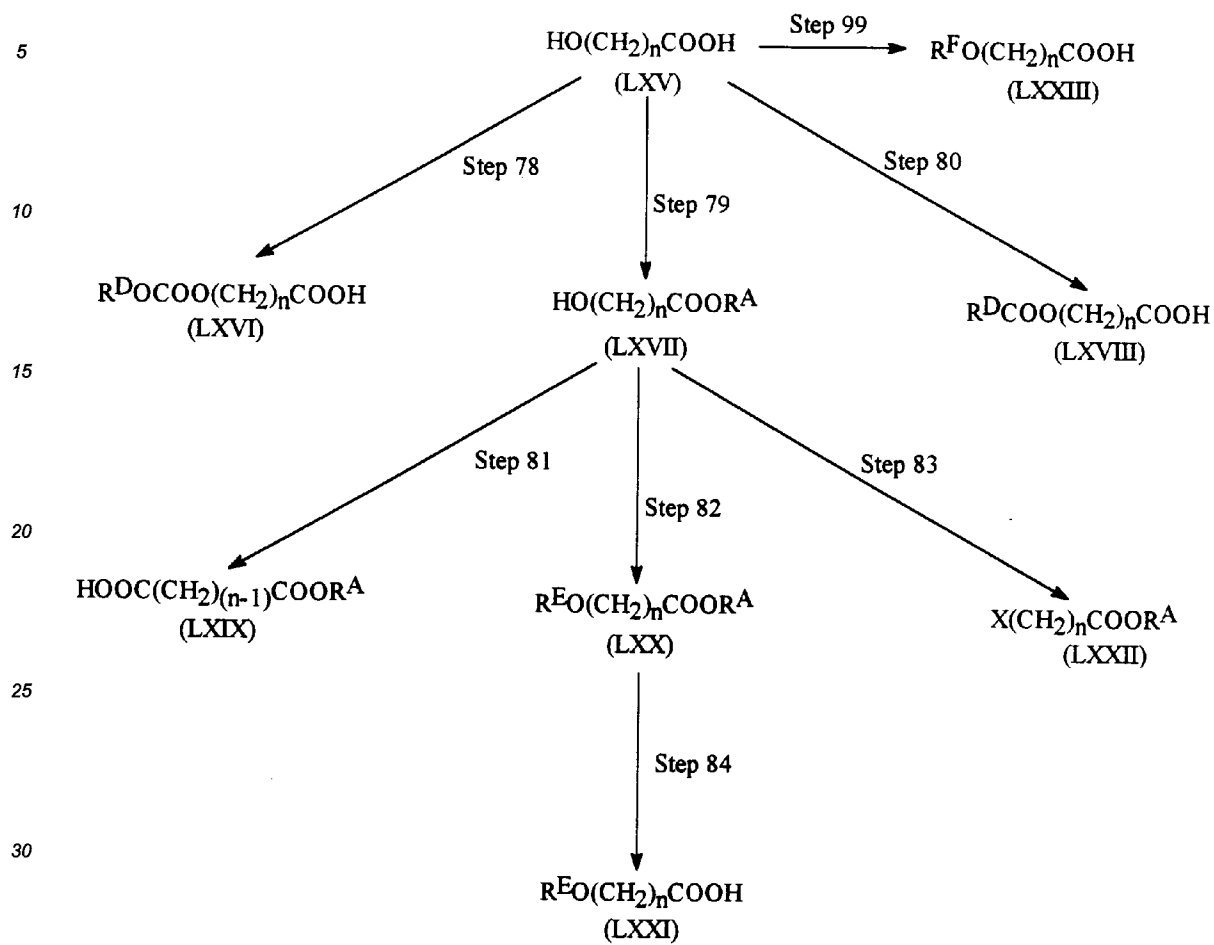 5
HO(CH₂)ₙCOOH
Step 99
RᶠO(CH₂)ₙCOOH
(LXV)
(LXXIII)
Step 78
Step 79
Step 80
10
RᴰOCOO(CH₂)ₙCOOH
(LXVI)
HO(CH₂)ₙCOORᴬ
(LXVII)
RᴰCOO(CH₂)ₙCOOH
(LXVIII)
15
Step 81
Step 82
Step 83
20
HOOC(CH₂)₍ₙ₋₁₎COORᴬ
(LXIX)
RᴱO(CH₂)ₙCOORᴬ
(LXX)
X(CH₂)ₙCOORᴬ
(LXXII)
25
Step 84
30
RᴱO(CH₂)ₙCOOH
(LXXI)